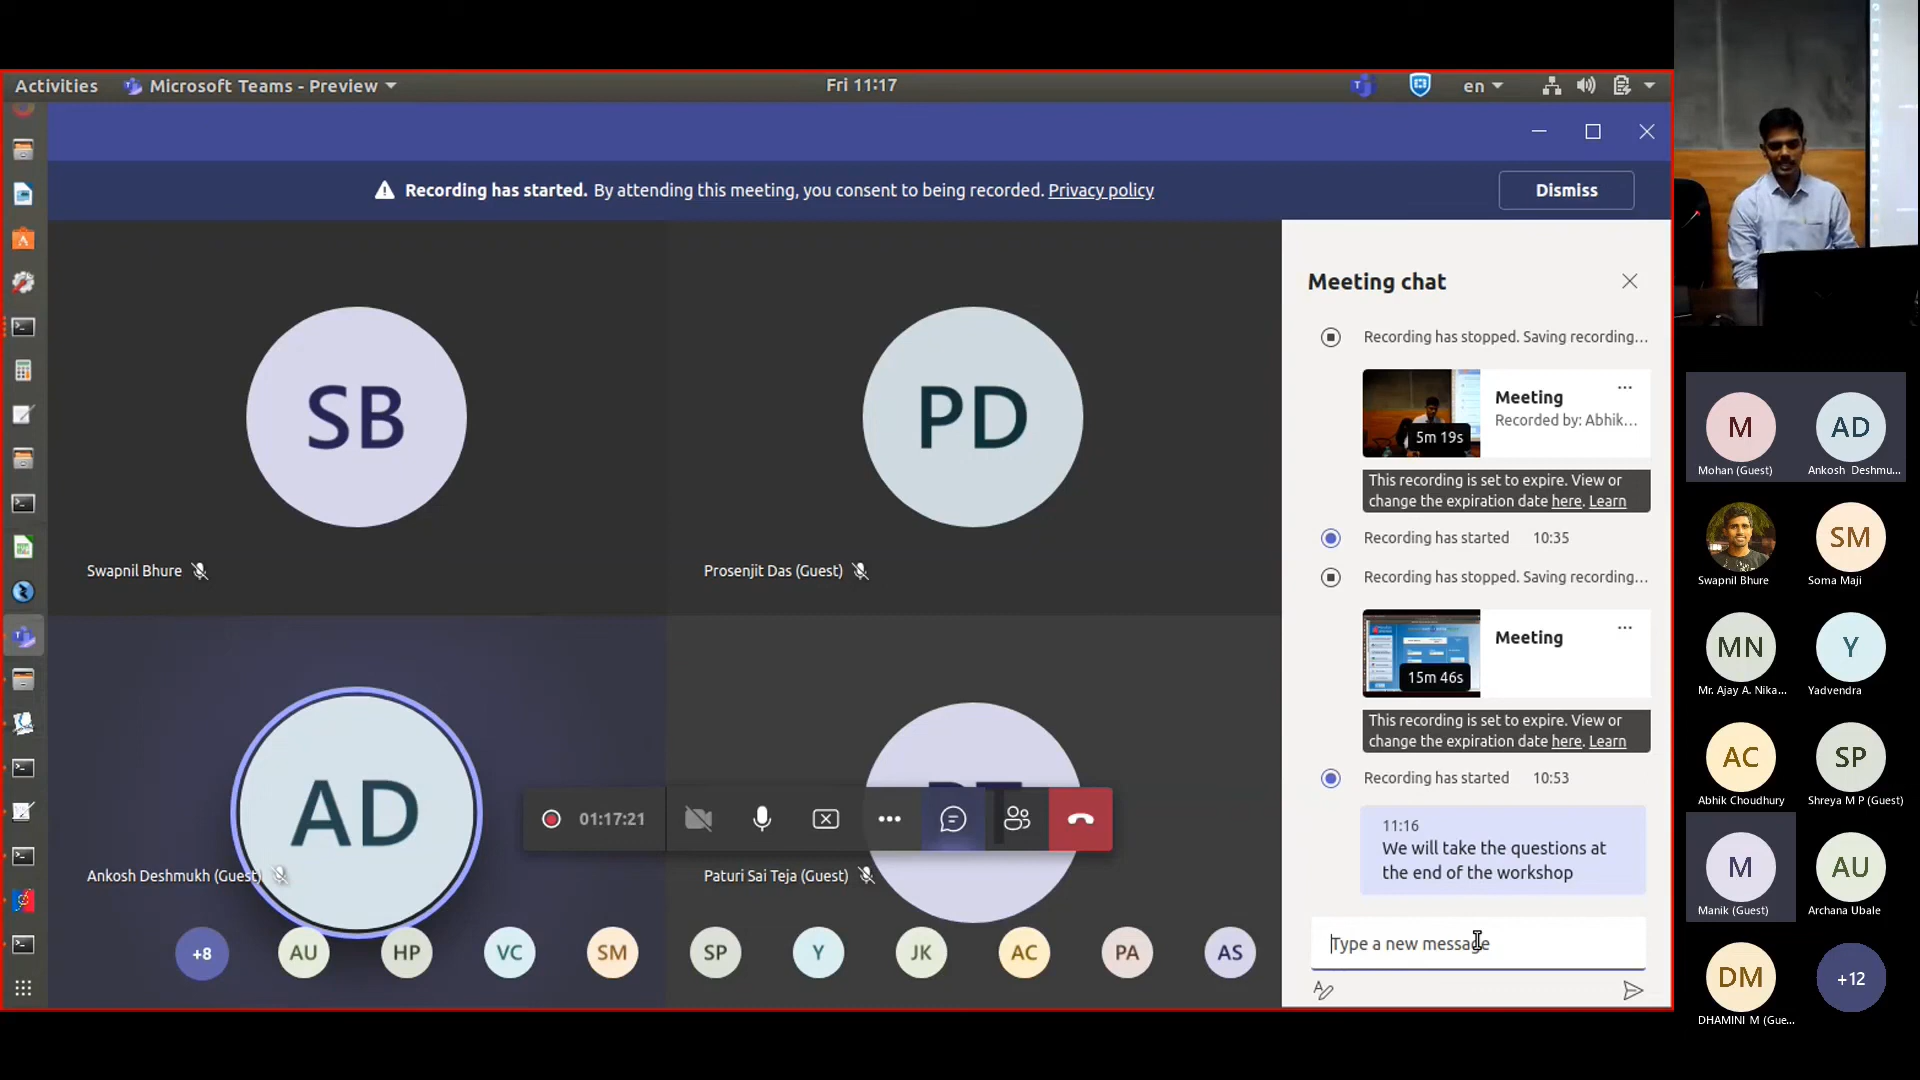 Activities
Microsoft Teams - Preview
Fri 11:17
en
Recording has started. By attending this meeting, you consent to being recorded. Privacy policy
Dismiss
SB
Swapnil Bhure
PD
Prosenjit Das (Guest)
AD
Ankosh Deshmukh (Guest)
Paturi Sai Teja (Guest)
01:17:21
+8
AU
HP
VC
SM
SP
Y
JK
AC
PA
AS
Meeting chat
Recording has stopped. Saving recording...
Meeting
Recorded by: Abhik...
5m 19s
This recording is set to expire. View or
change the expiration date here. Learn
Recording has started 10:35
Recording has stopped. Saving recording...
Meeting
15m 46s
This recording is set to expire. View or
change the expiration date here. Learn
Recording has started 10:53
11:16
We will take the questions at
the end of the workshop
Type a new message
M
Mohan (Guest)
AD
Ankosh Deshmu...
Swapnil Bhure
SM
Soma Maji
MN
Mr. Ajay A. Nika...
Y
Yadvendra
AC
Abhik Choudhury
SP
Shreya M P (Guest)
M
Manik (Guest)
AU
Archana Ubale
DM
DHAMINI M (Gue...
+12